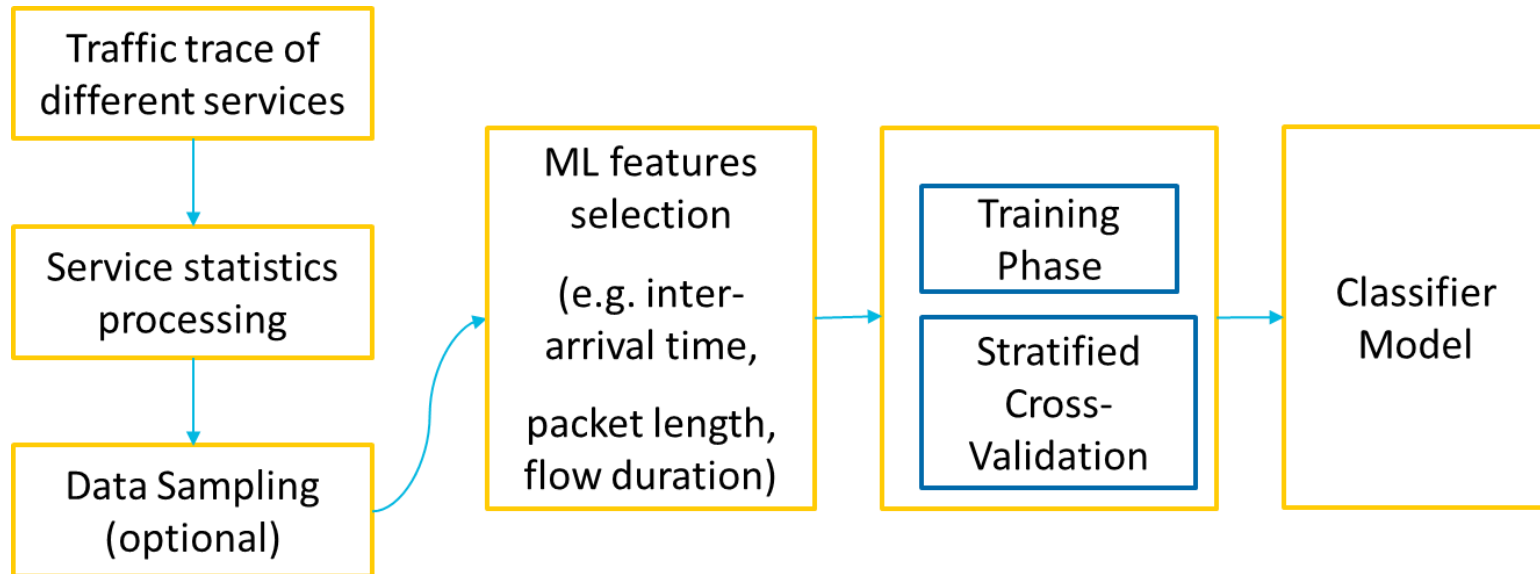 Traffic trace of
different services
Service statistics
processing
Data Sampling
(optional)
ML features
selection
(e.g. inter-
arrival time,
packet length,
flow duration)
Training
Phase
Stratified
Cross-
Validation
Classifier
Model